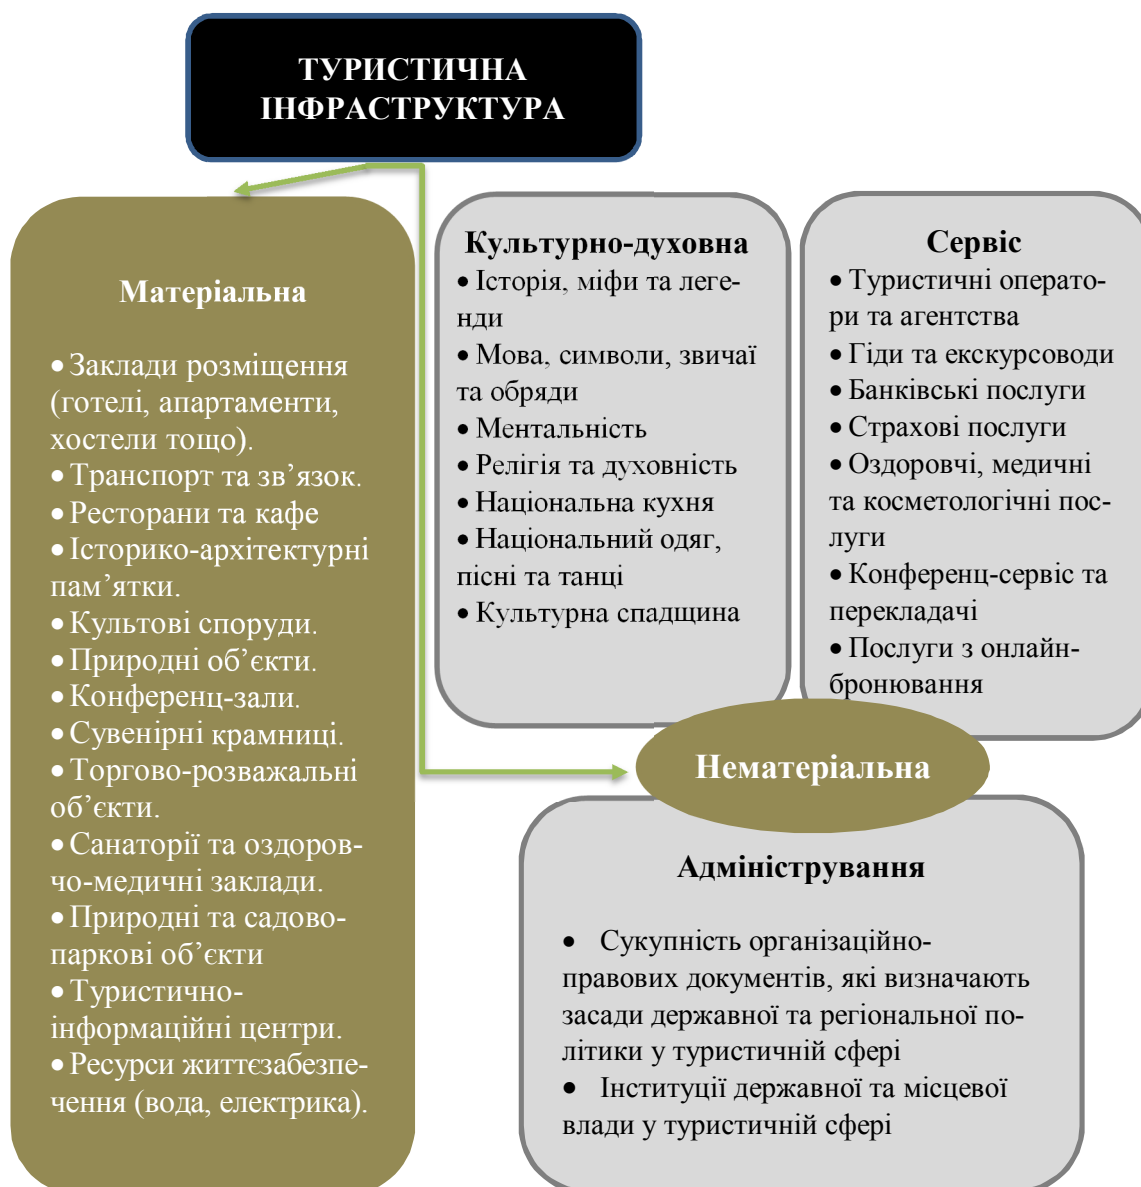 ТУРИСТИЧНА
ІНФРАСТРУКТУРА
Матеріальна
• Заклади розміщення
(готелі, апартаменти,
хостели тощо).
• Транспорт та зв’язок.
• Ресторани та кафе
• Історико-архітектурні
пам’ятки.
• Культові споруди.
• Природні об’єкти.
• Конференц-зали.
• Сувенірні крамниці.
• Торгово-розважальні
об’єкти.
• Санаторії та оздоров-
чо-медичні заклади.
• Природні та садово-
паркові об’єкти
• Туристично-
інформаційні центри.
• Ресурси життєзабезпе-
чення (вода, електрика).
Культурно-духовна
• Історія, міфи та леге-
нди
• Мова, символи, звичаї
та обряди
• Ментальність
• Релігія та духовність
• Національна кухня
• Національний одяг,
пісні та танці
• Культурна спадщина
Сервіс
• Туристичні операто-
ри та агентства
• Гіди та екскурсоводи
• Банківські послуги
• Страхові послуги
• Оздоровчі, медичні
та косметологічні пос-
луги
• Конференц-сервіс та
перекладачі
• Послуги з онлайн-
бронювання
Нематеріальна
Адміністрування
• Сукупність організаційно-
правових документів, які визначають
засади державної та регіональної по-
літики у туристичній сфері
• Інституції державної та місцевої
влади у туристичній сфері